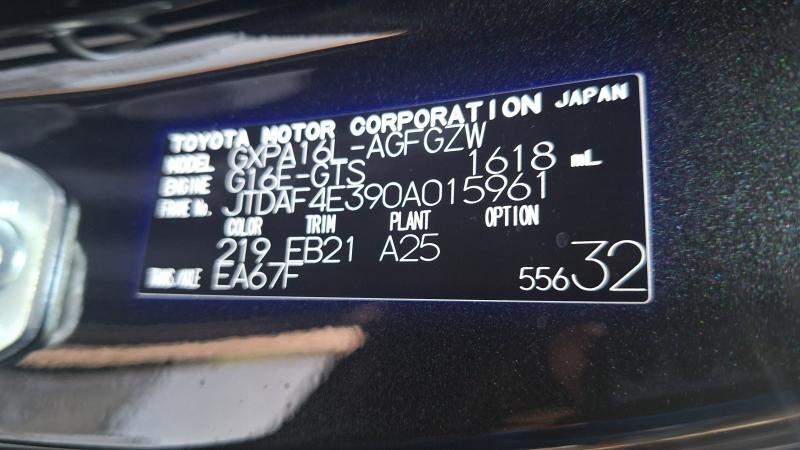 TOYOTA MOTOR CORPORATION JAPAN
MODEL GXPA16L-AGFGZW
ENGINE G16E-GTS 1618 mL
FRAME No. JTDAF4E390A015961
COLOR TRIM PLANT OPTION
219 EB21 A25
TRANS/AXLE EA67F
55632